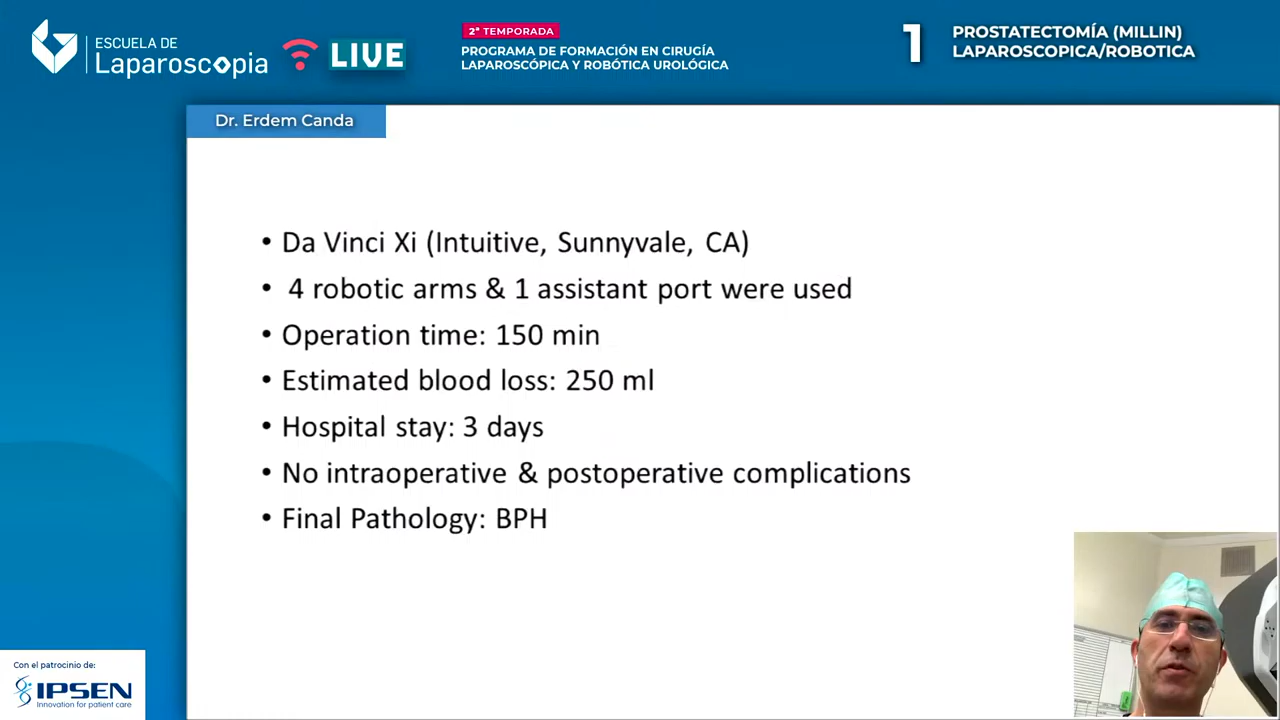 ESCUELA DE
Laparoscopia
LIVE
2ª TEMPORADA
PROGRAMA DE FORMACIÓN EN CIRUGÍA
LAPAROSCÓPICA Y ROBÓTICA UROLÓGICA
1
PROSTATECTOMÍA (MILLIN)
LAPAROSCOPICA/ROBOTICA
Dr. Erdem Canda
• Da Vinci Xi (Intuitive, Sunnyvale, CA)
• 4 robotic arms & 1 assistant port were used
• Operation time: 150 min
• Estimated blood loss: 250 ml
• Hospital stay: 3 days
• No intraoperative & postoperative complications
• Final Pathology: BPH
Con el patrocinio de:
IPSEN
Innovation for patient care